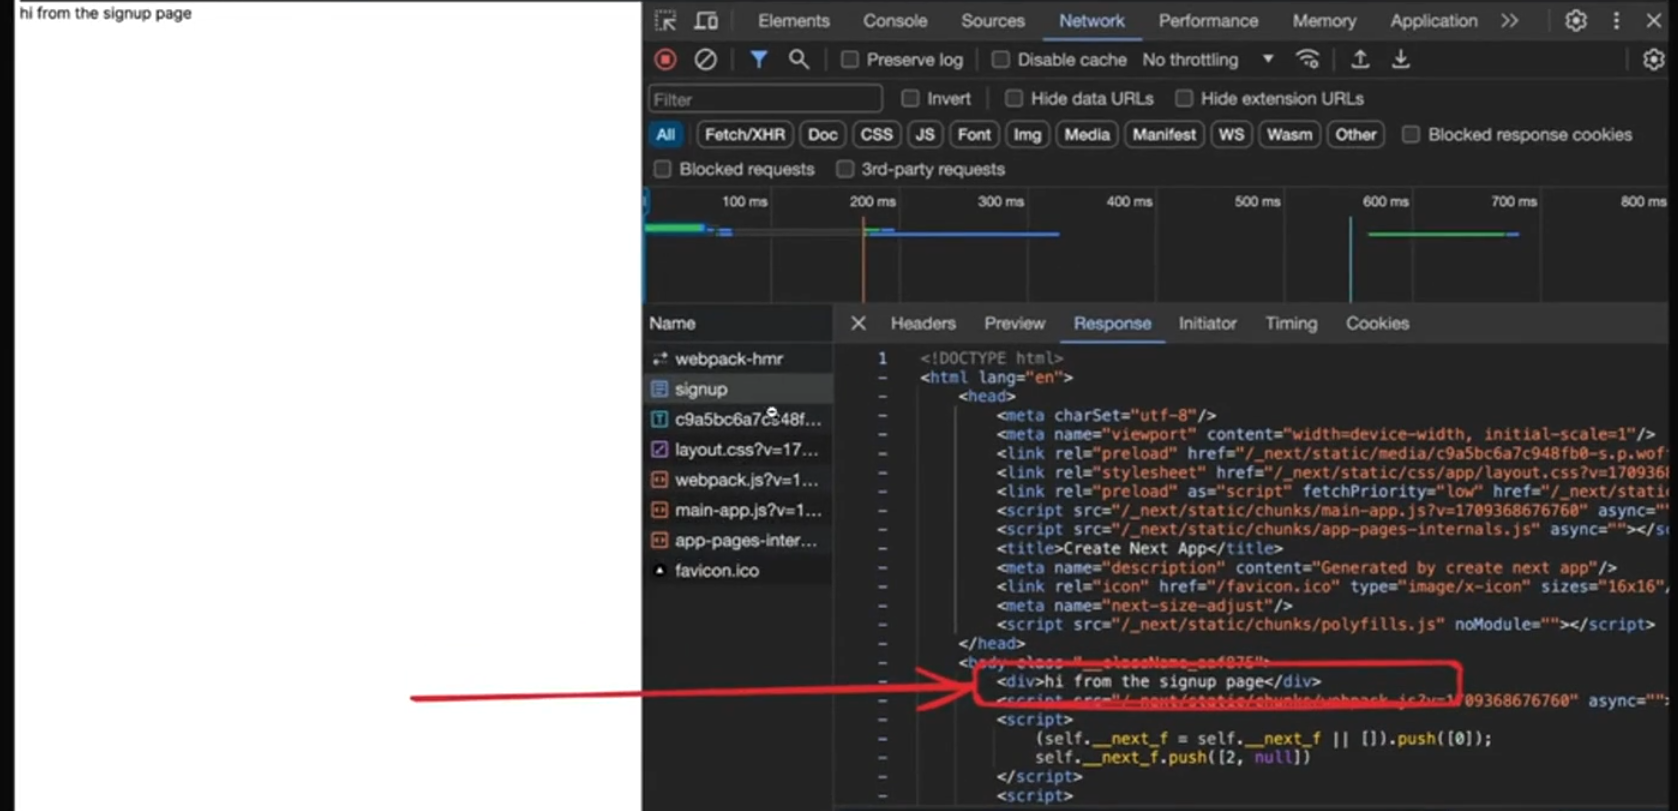 hi from the signup page
Elements Console Sources Network Performance Memory Application
Preserve log Disable cache No throttling
Filter Invert Hide data URLs Hide extension URLs
All Fetch/XHR Doc CSS JS Font Img Media Manifest WS Wasm Other Blocked response cookies
Blocked requests 3rd-party requests
100 ms 200 ms 300 ms 400 ms 500 ms 600 ms 700 ms 800 ms
Name
webpack-hmr
signup
c9a5bc6a7c948f...
layout.css?v=17...
webpack.js?v=1...
main-app.js?v=1...
app-pages-inter...
favicon.ico
Headers Preview Response Initiator Timing Cookies
1 <!DOCTYPE html>
- <html lang="en">
- <head>
- <meta charSet="utf-8"/>
- <meta name="viewport" content="width=device-width, initial-scale=1"/>
- <link rel="preload" href="/_next/static/media/c9a5bc6a7c948fb0-s.p.wof
- <link rel="stylesheet" href="/_next/static/css/app/layout.css?v=170936
- <link rel="preload" as="script" fetchPriority="low" href="/_next/stati
- <script src="/_next/static/chunks/main-app.js?v=1709368676760" async=""
- <script src="/_next/static/chunks/app-pages-internals.js" async=""></s
- <title>Create Next App</title>
- <meta name="description" content="Generated by create next app"/>
- <link rel="icon" href="/favicon.ico" type="image/x-icon" sizes="16x16"/
- <meta name="next-size-adjust"/>
- <script src="/_next/static/chunks/polyfills.js" noModule=""></script>
- </head>
- <body class="__className_aaf875">
- <div>hi from the signup page</div>
- <script src="/_next/static/chunks/webpack.js?v=1709368676760" async="">
- <script>
- (self.__next_f = self.__next_f || []).push([0]);
- self.__next_f.push([2, null])
- </script>
- <script>